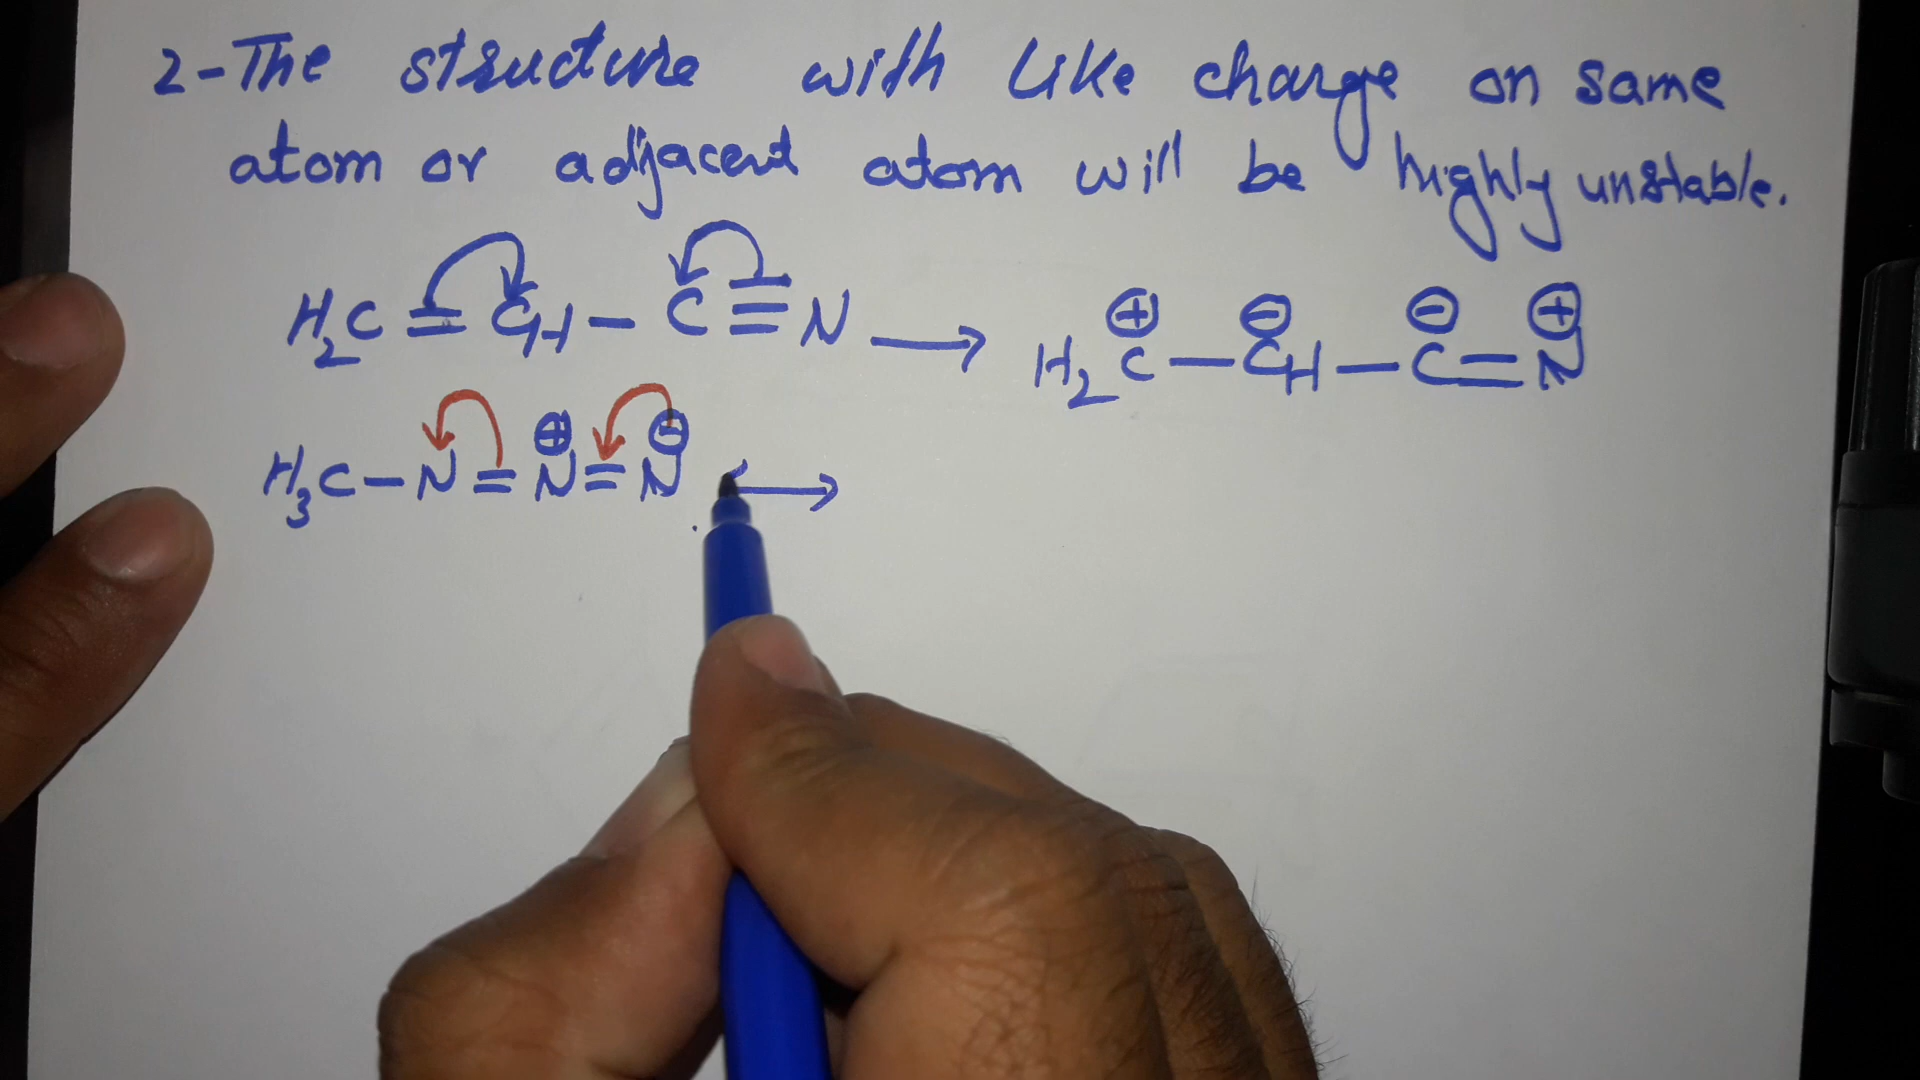 2-The structure with like charge on same
atom or adjacent atom will be highly unstable.
H₂C = CH - C ≡ N ⟶ H₂C⊕ - CH⊖ - C⊖ = N⊕
H₃C - N = N⊕ = N⊖ ⟷